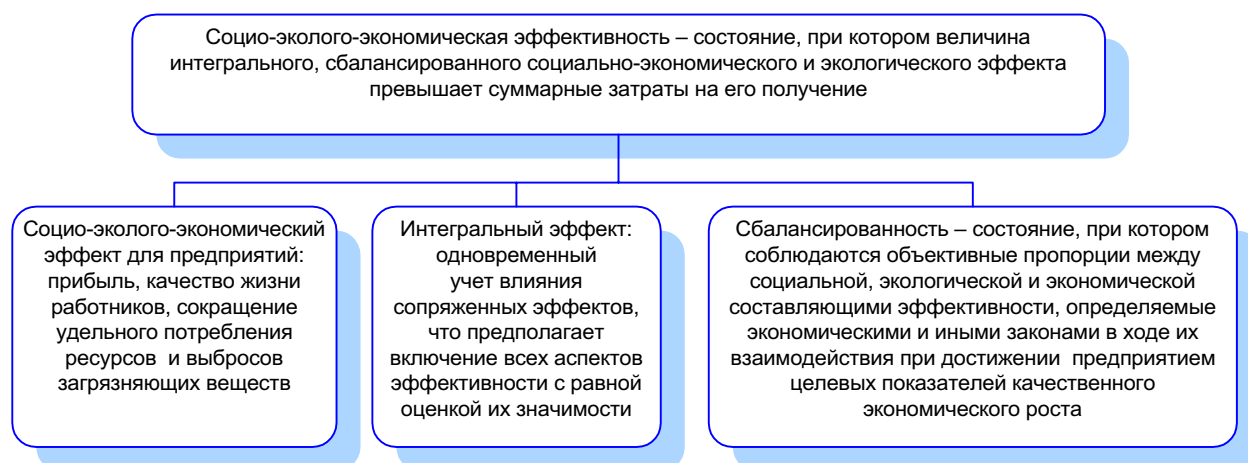 Социо-эколого-экономическая эффективность – состояние, при котором величина
интегрального, сбалансированного социально-экономического и экологического эффекта
превышает суммарные затраты на его получение
Социо-эколого-экономический
эффект для предприятий:
прибыль, качество жизни
работников, сокращение
удельного потребления
ресурсов и выбросов
загрязняющих веществ
Интегральный эффект:
одновременный
учет влияния
сопряженных эффектов,
что предполагает
включение всех аспектов
эффективности с равной
оценкой их значимости
Сбалансированность – состояние, при котором
соблюдаются объективные пропорции между
социальной, экологической и экономической
составляющими эффективности, определяемые
экономическими и иными законами в ходе их
взаимодействия при достижении предприятием
целевых показателей качественного
экономического роста